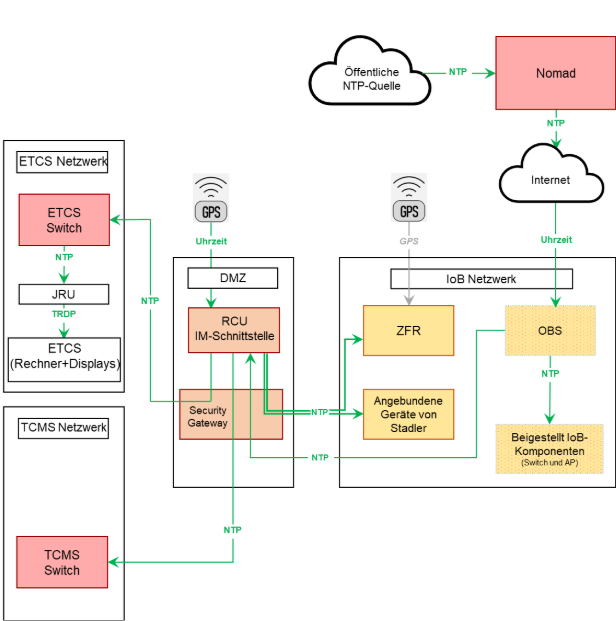 Öffentliche
NTP-Quelle
NTP
Nomad
NTP
Internet
ETCS Netzwerk
ETCS
Switch
NTP
JRU
TRDP
ETCS
(Rechner+Displays)
NTP
GPS
Uhrzeit
DMZ
RCU
IM-Schnittstelle
Security
Gateway
GPS
GPS
Uhrzeit
IoB Netzwerk
ZFR
OBS
NTP
NTP
Angebundene
Geräte von
Stadler
Beigestellt IoB-
Komponenten
(Switch und AP)
NTP
TCMS Netzwerk
NTP
TCMS
Switch